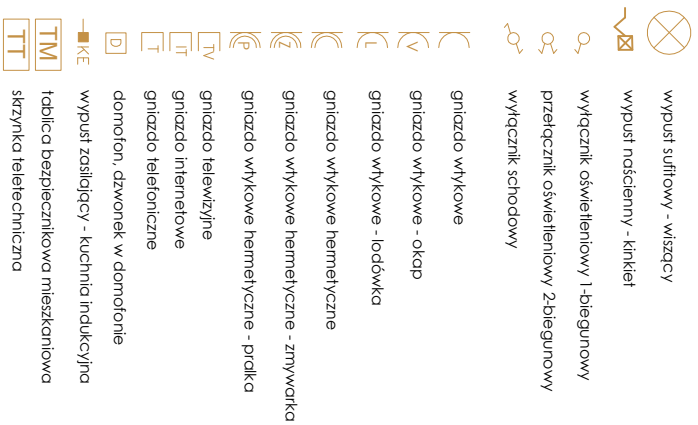 wypust sufitowy - wiszący
wypust naścienny - kinkiet
wyłącznik oświetleniowy 1-biegunowy
przełącznik oświetleniowy 2-biegunowy
wyłącznik schodowy
gniazdo wtykowe
V gniazdo wtykowe - okap
L gniazdo wtykowe - lodówka
gniazdo wtykowe hermetyczne
Z gniazdo wtykowe hermetyczne - zmywarka
P gniazdo wtykowe hermetyczne - pralka
TV gniazdo telewizyjne
IT gniazdo internetowe
T gniazdo telefoniczne
D domofon, dzwonek w domofonie
KE wypust zasilający - kuchnia indukcyjna
TM tablica bezpiecznikowa mieszkaniowa
TT skrzynka teletechniczna